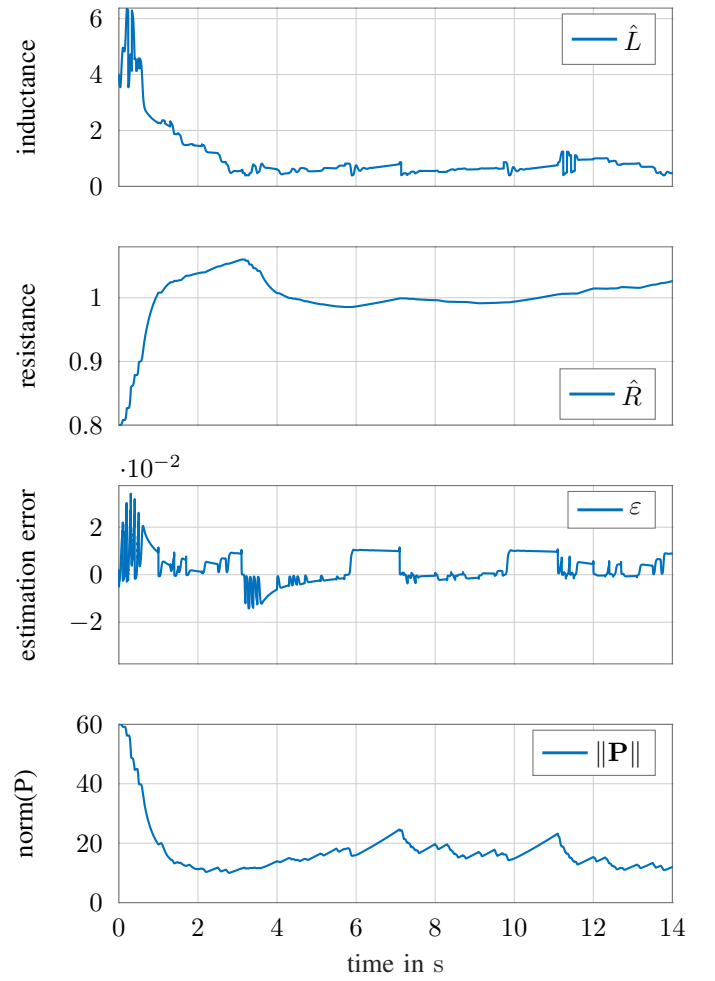 6
4
2
0
inductance
L̂
1
0.9
0.8
resistance
R̂
·10⁻²
2
0
−2
estimation error
ε
60
40
20
0
norm(P)
‖P‖
0 2 4 6 8 10 12 14
time in s